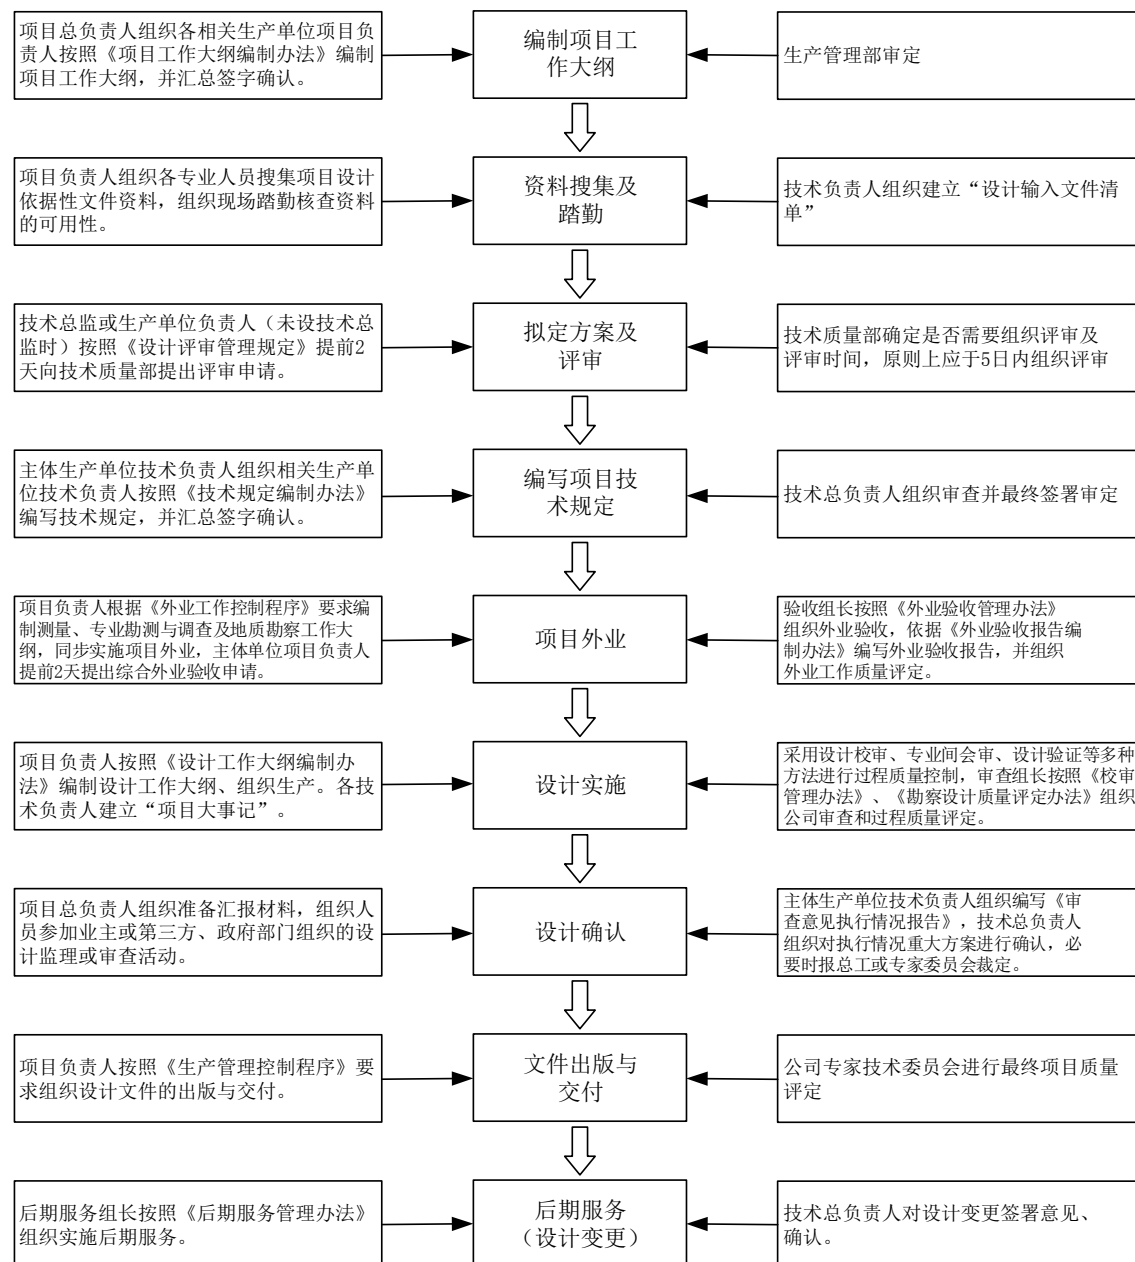 项目总负责人组织各相关生产单位项目负
责人按照《项目工作大纲编制办法》编制
项目工作大纲，并汇总签字确认。
编制项目工
作大纲
生产管理部审定
项目负责人组织各专业人员搜集项目设计
依据性文件资料，组织现场踏勤核查资料
的可用性。
资料搜集及
踏勤
技术负责人组织建立“设计输入文件清
单”
技术总监或生产单位负责人（未设技术总
监时）按照《设计评审管理规定》提前2
天向技术质量部提出评审申请。
拟定方案及
评审
技术质量部确定是否需要组织评审及
评审时间，原则上应于5日内组织评审
主体生产单位技术负责人组织相关生产单
位技术负责人按照《技术规定编制办法》
编写技术规定，并汇总签字确认。
编写项目技
术规定
技术总负责人组织审查并最终签署审定
项目负责人根据《外业工作控制程序》要求编
制测量、专业勘测与调查及地质勘察工作大
纲，同步实施项目外业，主体单位项目负责人
提前2天提出综合外业验收申请。
项目外业
验收组长按照《外业验收管理办法》
组织外业验收，依据《外业验收报告编
制办法》编写外业验收报告，并组织
外业工作质量评定。
项目负责人按照《设计工作大纲编制办
法》编制设计工作大纲、组织生产。各技
术负责人建立“项目大事记”。
设计实施
采用设计校审、专业间会审、设计验证等多种
方法进行过程质量控制，审查组长按照《校审
管理办法》、《勘察设计质量评定办法》组织
公司审查和过程质量评定。
项目总负责人组织准备汇报材料，组织人
员参加业主或第三方、政府部门组织的设
计监理或审查活动。
设计确认
主体生产单位技术负责人组织编写《审
查意见执行情况报告》，技术总负责人
组织对执行情况重大方案进行确认，必
要时报总工或专家委员会裁定。
项目负责人按照《生产管理控制程序》要
求组织设计文件的出版与交付。
文件出版与
交付
公司专家技术委员会进行最终项目质量
评定
后期服务组长按照《后期服务管理办法》
组织实施后期服务。
后期服务
（设计变更）
技术总负责人对设计变更签署意见、
确认。